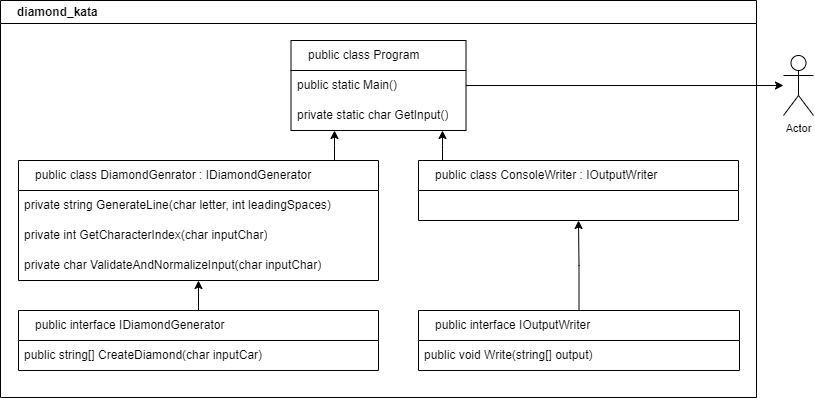 diamond_kata
public class Program
public static Main()
private static char GetInput()
Actor
public class DiamondGenrator : IDiamondGenerator
private string GenerateLine(char letter, int leadingSpaces)
private int GetCharacterIndex(char inputChar)
private char ValidateAndNormalizeInput(char inputChar)
public class ConsoleWriter : IOutputWriter
public interface IDiamondGenerator
public string[] CreateDiamond(char inputCar)
public interface IOutputWriter
public void Write(string[] output)